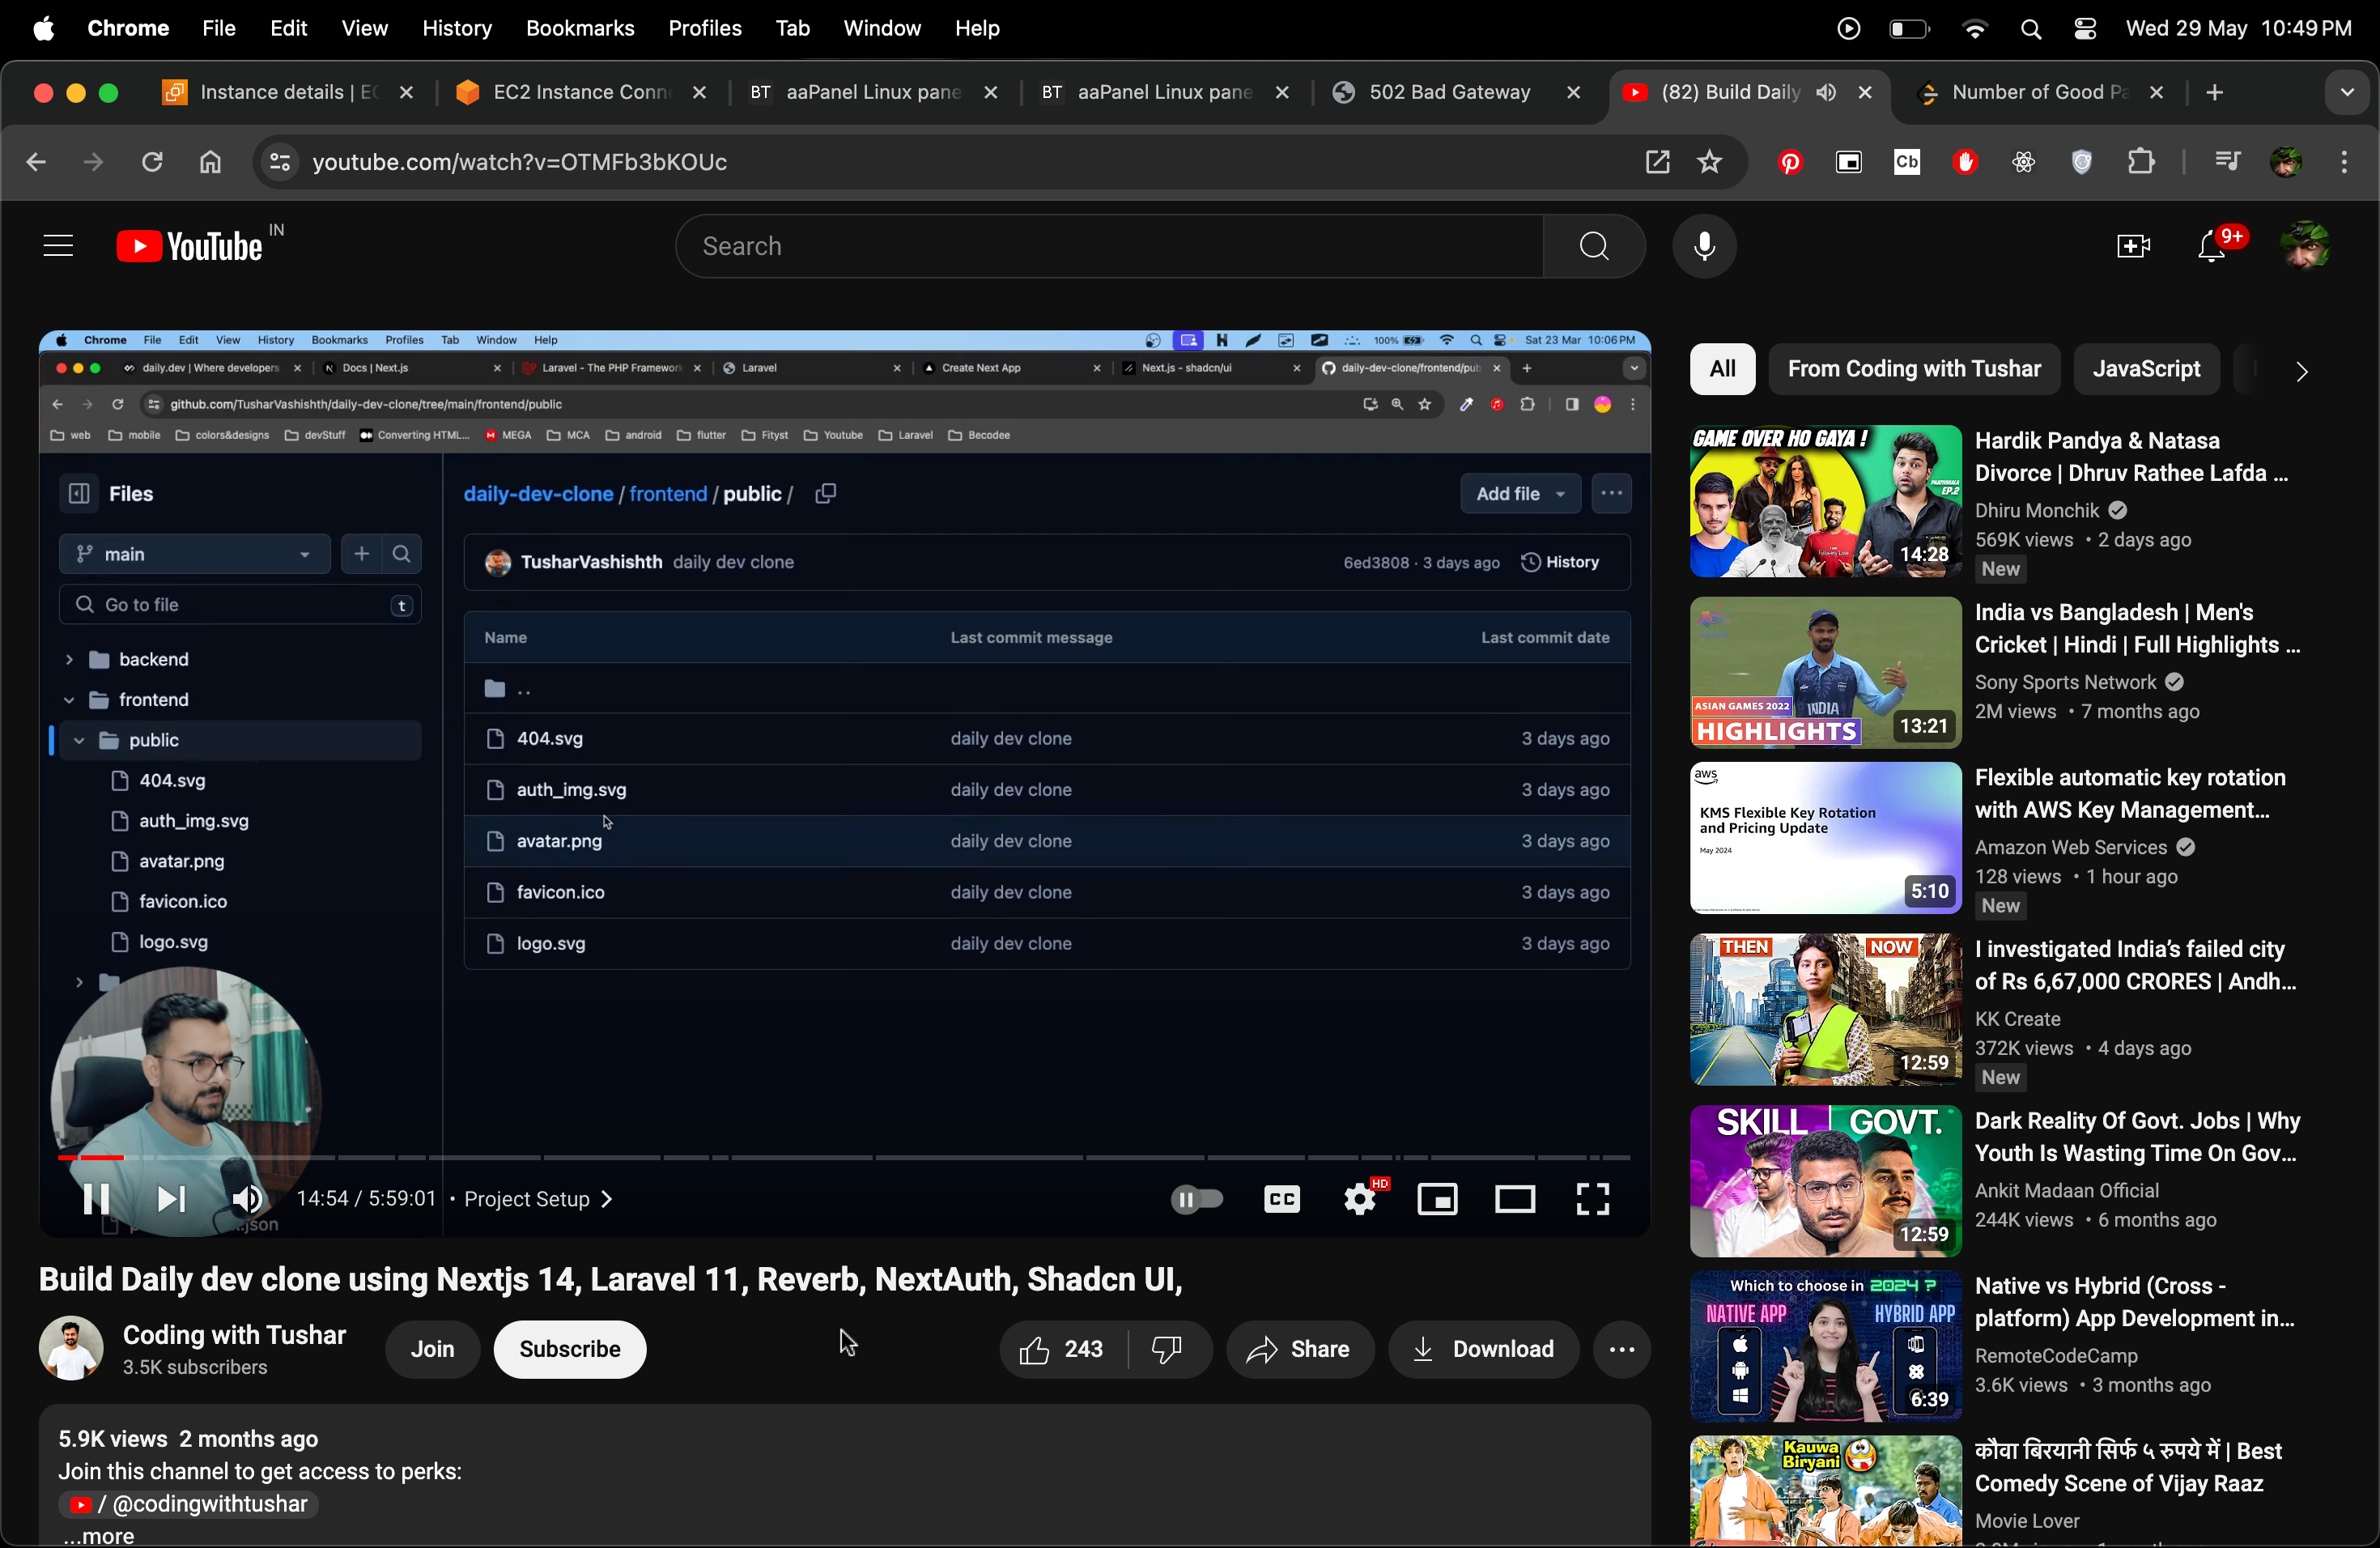 Chrome File Edit View History Bookmarks Profiles Tab Window Help
Wed 29 May 10:49 PM
Instance details | EC
EC2 Instance Conn
BT aaPanel Linux pane
BT aaPanel Linux pane
502 Bad Gateway
(82) Build Daily
Number of Good Pa
youtube.com/watch?v=OTMFb3bKOUc
Cb
YouTube IN
Search
9+
Chrome File Edit View History Bookmarks Profiles Tab Window Help
100% Sat 23 Mar 10:06PM
daily.dev | Where developers
Docs | Next.js
Laravel - The PHP Framework
Laravel
Create Next App
Next.js - shadcn/ui
daily-dev-clone/frontend/pub
github.com/TusharVashishth/daily-dev-clone/tree/main/frontend/public
web mobile colors&designs devStuff Converting HTML... MEGA MCA android flutter Fityst Youtube Laravel Becodee
Files
main
Go to file t
backend
frontend
public
404.svg
auth_img.svg
avatar.png
favicon.ico
logo.svg
daily-dev-clone / frontend / public /
Add file
TusharVashishth daily dev clone
6ed3808 · 3 days ago History
Name Last commit message Last commit date
..
404.svg daily dev clone 3 days ago
auth_img.svg daily dev clone 3 days ago
avatar.png daily dev clone 3 days ago
favicon.ico daily dev clone 3 days ago
logo.svg daily dev clone 3 days ago
14:54 / 5:59:01 • Project Setup
CC HD
.json
Build Daily dev clone using Nextjs 14, Laravel 11, Reverb, NextAuth, Shadcn UI,
Coding with Tushar
3.5K subscribers
Join
Subscribe
243
Share
Download
5.9K views 2 months ago
Join this channel to get access to perks:
/ @codingwithtushar
...more
All
From Coding with Tushar
JavaScript
GAME OVER HO GAYA !
EP.2
14:28
Hardik Pandya & Natasa
Divorce | Dhruv Rathee Lafda ...
Dhiru Monchik
569K views • 2 days ago
New
INDIA
ASIAN GAMES 2022
HIGHLIGHTS
13:21
India vs Bangladesh | Men's
Cricket | Hindi | Full Highlights ...
Sony Sports Network
2M views • 7 months ago
aws
KMS Flexible Key Rotation
and Pricing Update
May 2024
5:10
Flexible automatic key rotation
with AWS Key Management...
Amazon Web Services
128 views • 1 hour ago
New
THEN NOW
12:59
I investigated India's failed city
of Rs 6,67,000 CRORES | Andh...
KK Create
372K views • 4 days ago
New
SKILL GOVT.
12:59
Dark Reality Of Govt. Jobs | Why
Youth Is Wasting Time On Gov...
Ankit Madaan Official
244K views • 6 months ago
Which to choose in 2024 ?
NATIVE APP HYBRID APP
6:39
Native vs Hybrid (Cross -
platform) App Development in...
RemoteCodeCamp
3.6K views • 3 months ago
Kauwa
Biryani
कौवा बिरयानी सिर्फ ५ रुपये में | Best
Comedy Scene of Vijay Raaz
Movie Lover